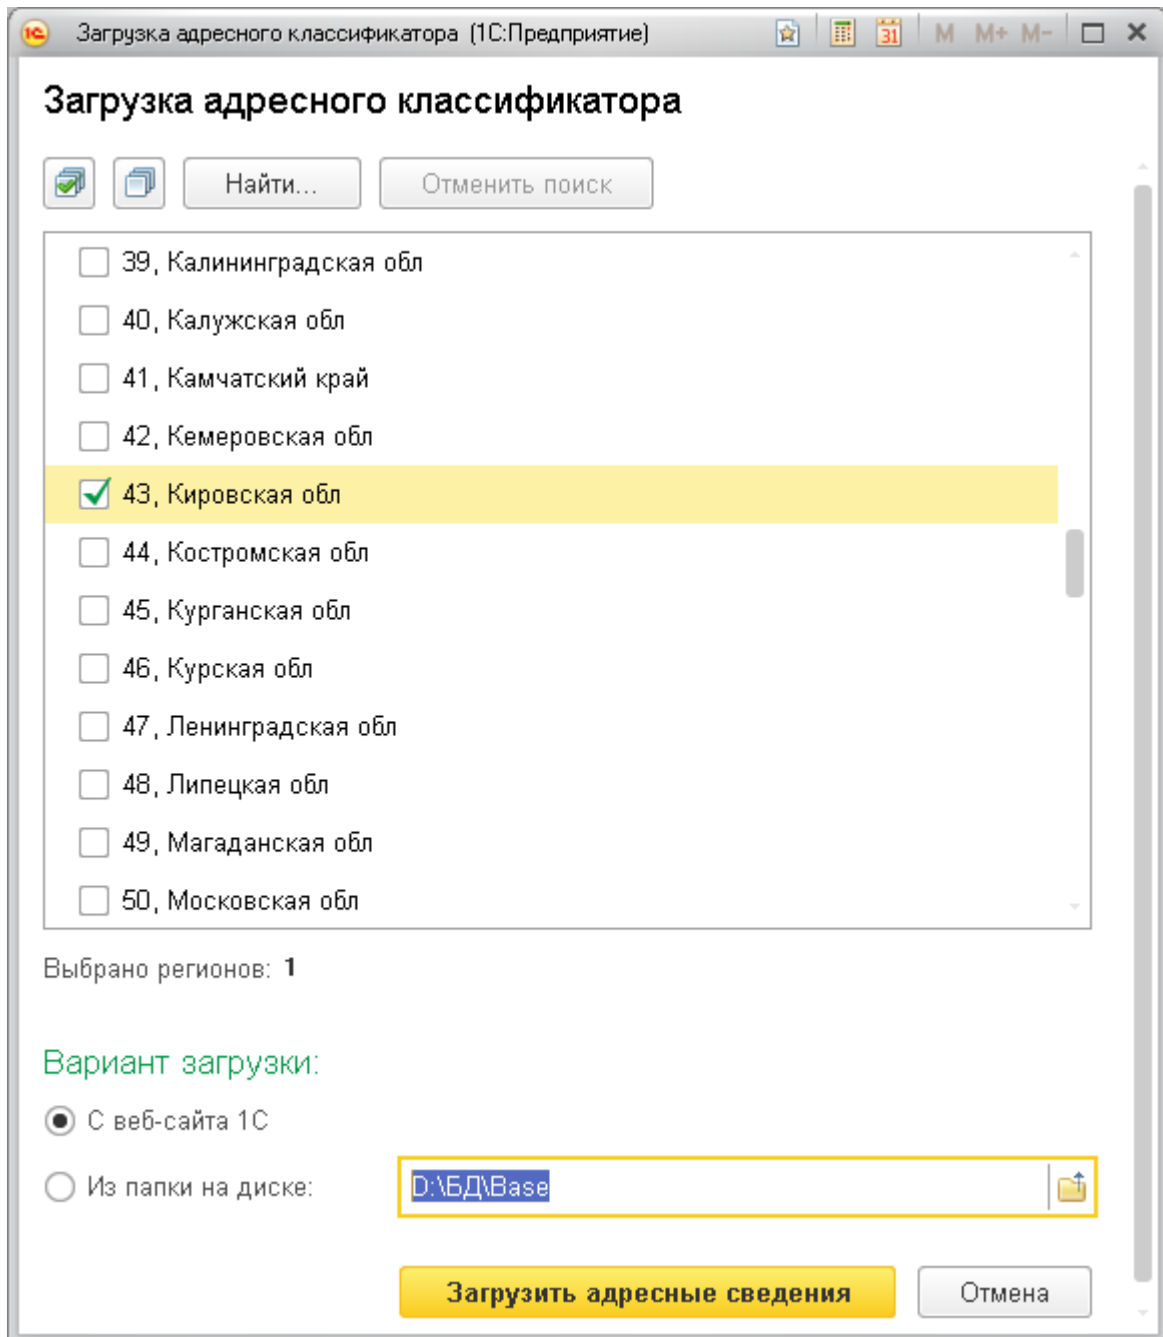 1С Загрузка адресного классификатора (1С:Предприятие) 31 M M+ M-
Загрузка адресного классификатора
Найти... Отменить поиск
39, Калининградская обл
40, Калужская обл
41, Камчатский край
42, Кемеровская обл
43, Кировская обл
44, Костромская обл
45, Курганская обл
46, Курская обл
47, Ленинградская обл
48, Липецкая обл
49, Магаданская обл
50, Московская обл
Выбрано регионов: 1
Вариант загрузки:
С веб-сайта 1С
Из папки на диске: D:\БД\Base
Загрузить адресные сведения Отмена